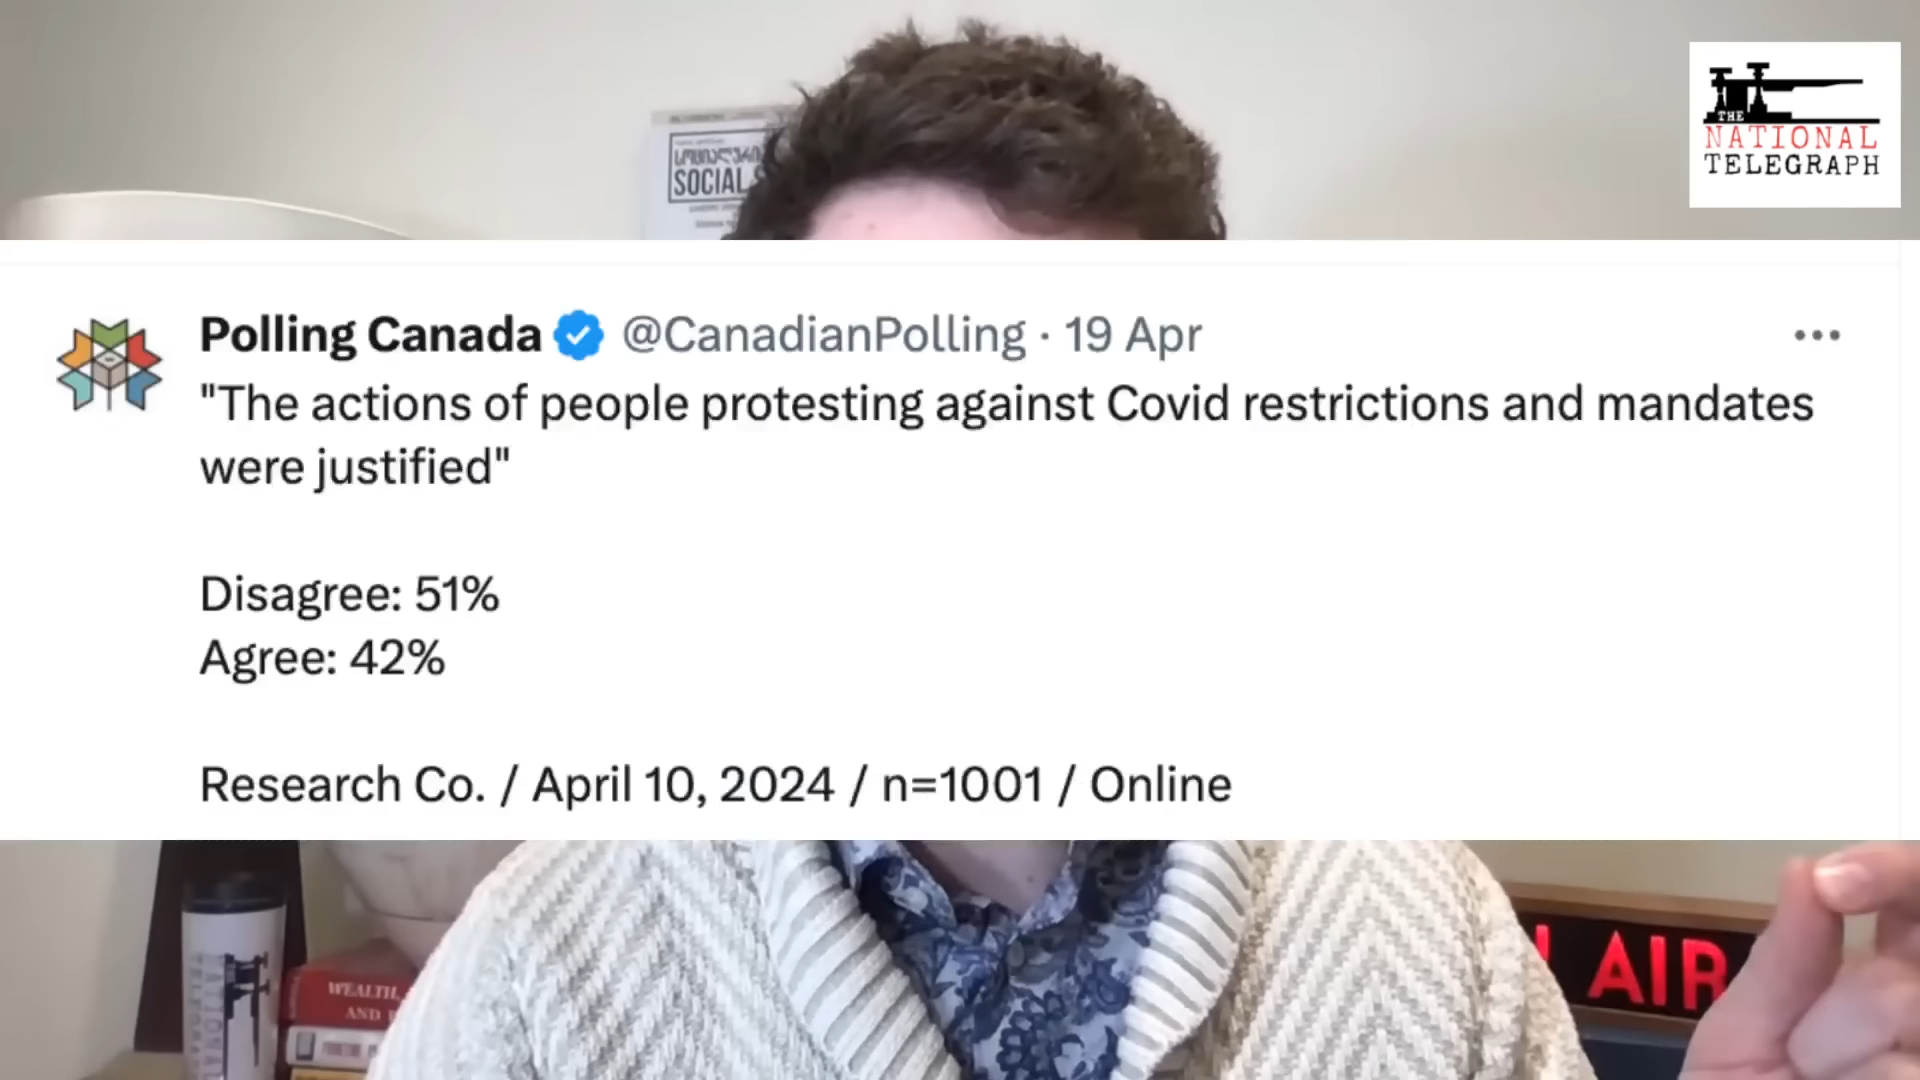 SOCIAL
THE
NATIONAL
TELEGRAPH
Polling Canada @CanadianPolling · 19 Apr
"The actions of people protesting against Covid restrictions and mandates
were justified"
Disagree: 51%
Agree: 42%
Research Co. / April 10, 2024 / n=1001 / Online
WEALTH,
AND
AIR